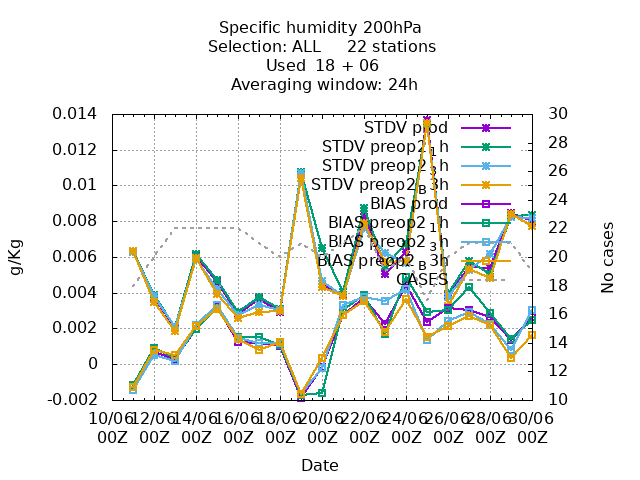 Specific humidity 200hPa
Selection: ALL 22 stations
Used 18 + 06
Averaging window: 24h
0.014
0.012
0.01
0.008
0.006
0.004
0.002
0
-0.002
g/Kg
30
28
26
24
22
20
18
16
14
12
10
No cases
STDV prod
STDV preop2₁h
STDV preop2₃h
STDV preop2_B3h
BIAS prod
BIAS preop2₁h
BIAS preop2₃h
BIAS preop2_B3h
CASES
10/06 12/06 14/06 16/06 18/06 20/06 22/06 24/06 26/06 28/06 30/06
00Z 00Z 00Z 00Z 00Z 00Z 00Z 00Z 00Z 00Z 00Z
Date